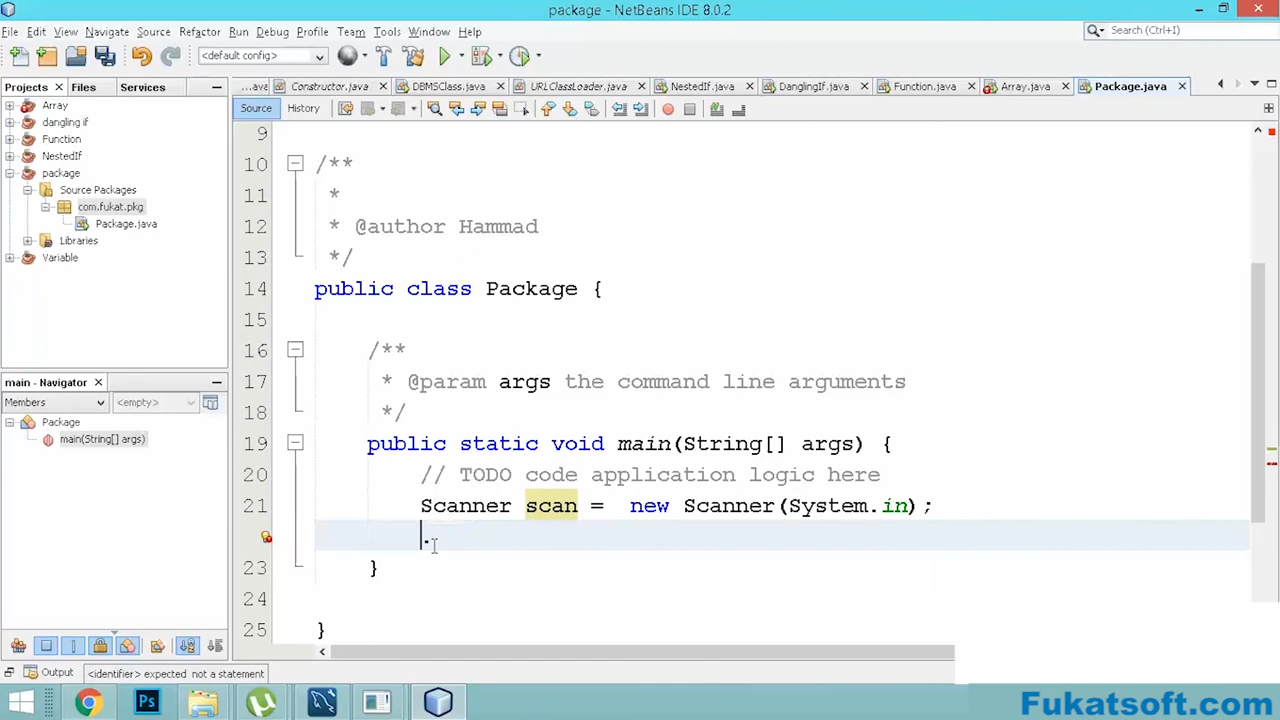 package - NetBeans IDE 8.0.2
File Edit View Navigate Source Refactor Run Debug Profile Team Tools Window Help
Search (Ctrl+I)
<default config>
Projects Files Services
...ava Constructor.java DBMSClass.java URLClassLoader.java NestedIf.java DanglingIf.java Function.java Array.java Package.java
Source History
Array
dangling if
Function
NestedIf
package
Source Packages
com.fukat.pkg
Package.java
Libraries
Variable
main - Navigator
Members <empty>
Package
main(String[] args)
9
10 /**
11 *
12 * @author Hammad
13 */
14 public class Package {
15
16 /**
17 * @param args the command line arguments
18 */
19 public static void main(String[] args) {
20 // TODO code application logic here
21 Scanner scan = new Scanner(System.in);
.
23 }
24
25 }
Output <identifier> expected not a statement
Ps
Fukatsoft.com